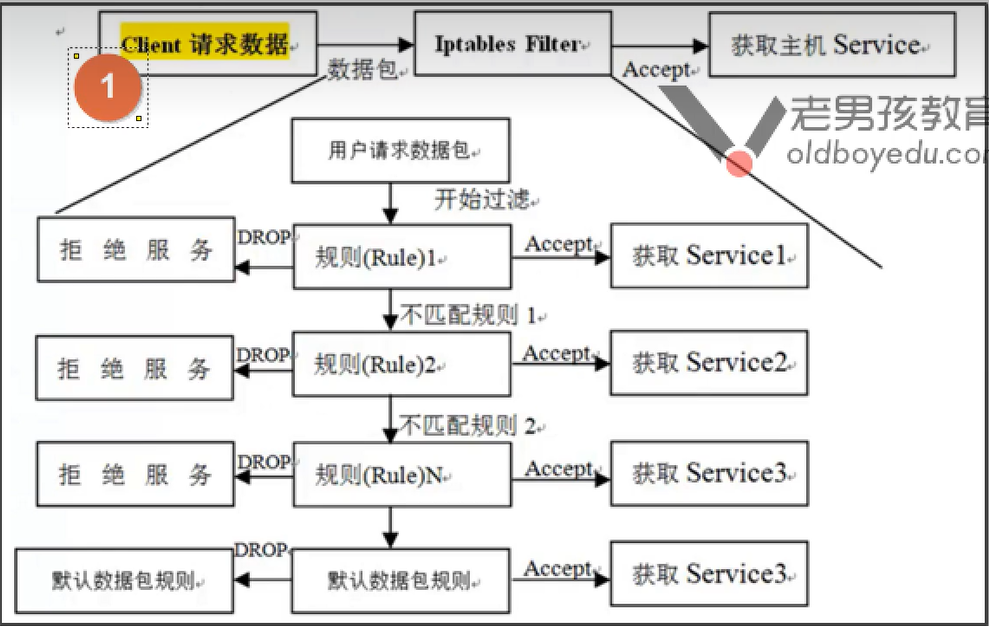 Client 请求数据
Iptables Filter
获取主机 Service
1
数据包
Accept
老男孩教育
oldboyedu.com
用户请求数据包
开始过滤
拒 绝 服 务
DROP
规则(Rule)1
Accept
获取 Service1
不匹配规则 1
拒 绝 服 务
DROP
规则(Rule)2
Accept
获取 Service2
不匹配规则 2
拒 绝 服 务
DROP
规则(Rule)N
Accept
获取 Service3
默认数据包规则
DROP
默认数据包规则
Accept
获取 Service3